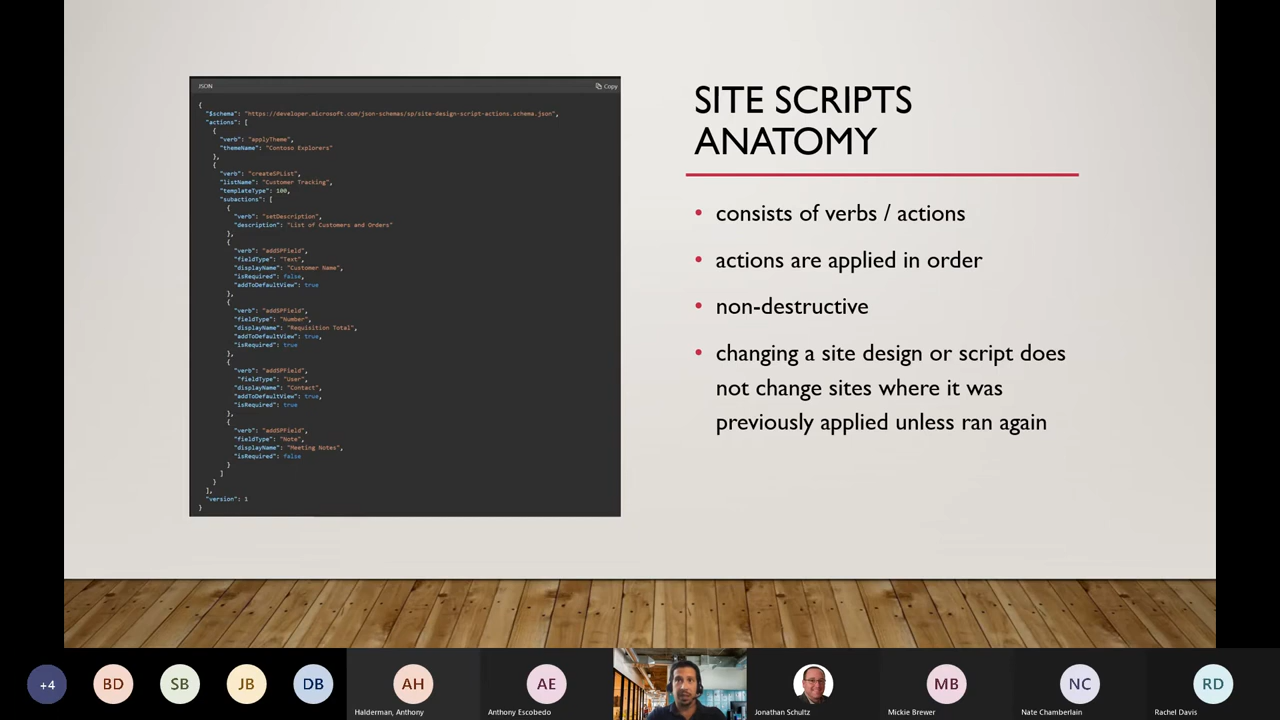 JSON
Copy
{
"$schema": "https://developer.microsoft.com/json-schemas/sp/site-design-script-actions.schema.json",
"actions": [
{
"verb": "applyTheme",
"themeName": "Contoso Explorers"
},
{
"verb": "createSPList",
"listName": "Customer Tracking",
"templateType": 100,
"subactions": [
{
"verb": "setDescription",
"description": "List of Customers and Orders"
},
{
"verb": "addSPField",
"fieldType": "Text",
"displayName": "Customer Name",
"isRequired": false,
"addToDefaultView": true
},
{
"verb": "addSPField",
"fieldType": "Number",
"displayName": "Requisition Total",
"addToDefaultView": true,
"isRequired": true
},
{
"verb": "addSPField",
"fieldType": "User",
"displayName": "Contact",
"addToDefaultView": true,
"isRequired": true
},
{
"verb": "addSPField",
"fieldType": "Note",
"displayName": "Meeting Notes",
"isRequired": false
}
]
}
],
"version": 1
}
SITE SCRIPTS
ANATOMY
• consists of verbs / actions
• actions are applied in order
• non-destructive
• changing a site design or script does
not change sites where it was
previously applied unless ran again
+4
BD
SB
JB
DB
AH
Halderman, Anthony
AE
Anthony Escobedo
Jonathan Schultz
MB
Mickie Brewer
NC
Nate Chamberlain
RD
Rachel Davis